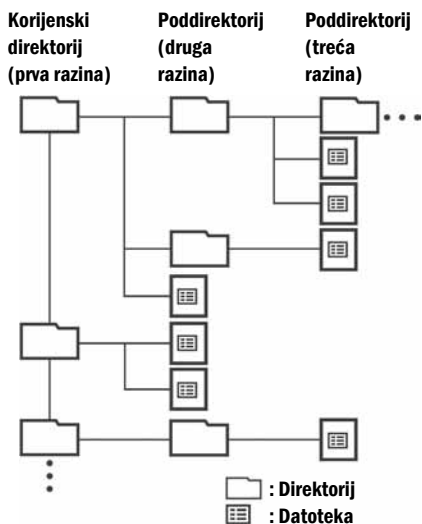 Korijenski
direktorij
(prva razina)
Poddirektorij
(druga
razina)
Poddirektorij
(treća
razina)
: Direktorij
: Datoteka